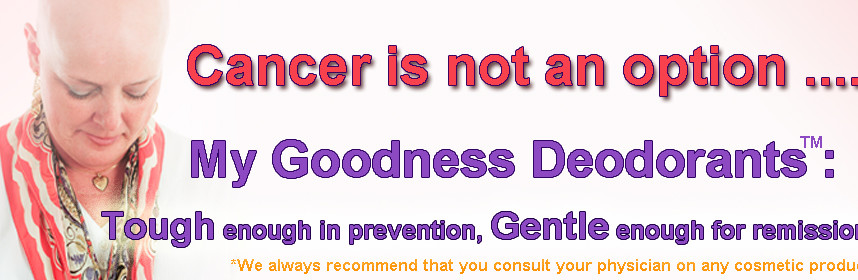 Cancer is not an option ....
My Goodness Deodorants™:
Tough enough in prevention, Gentle enough for remission
*We always recommend that you consult your physician on any cosmetic